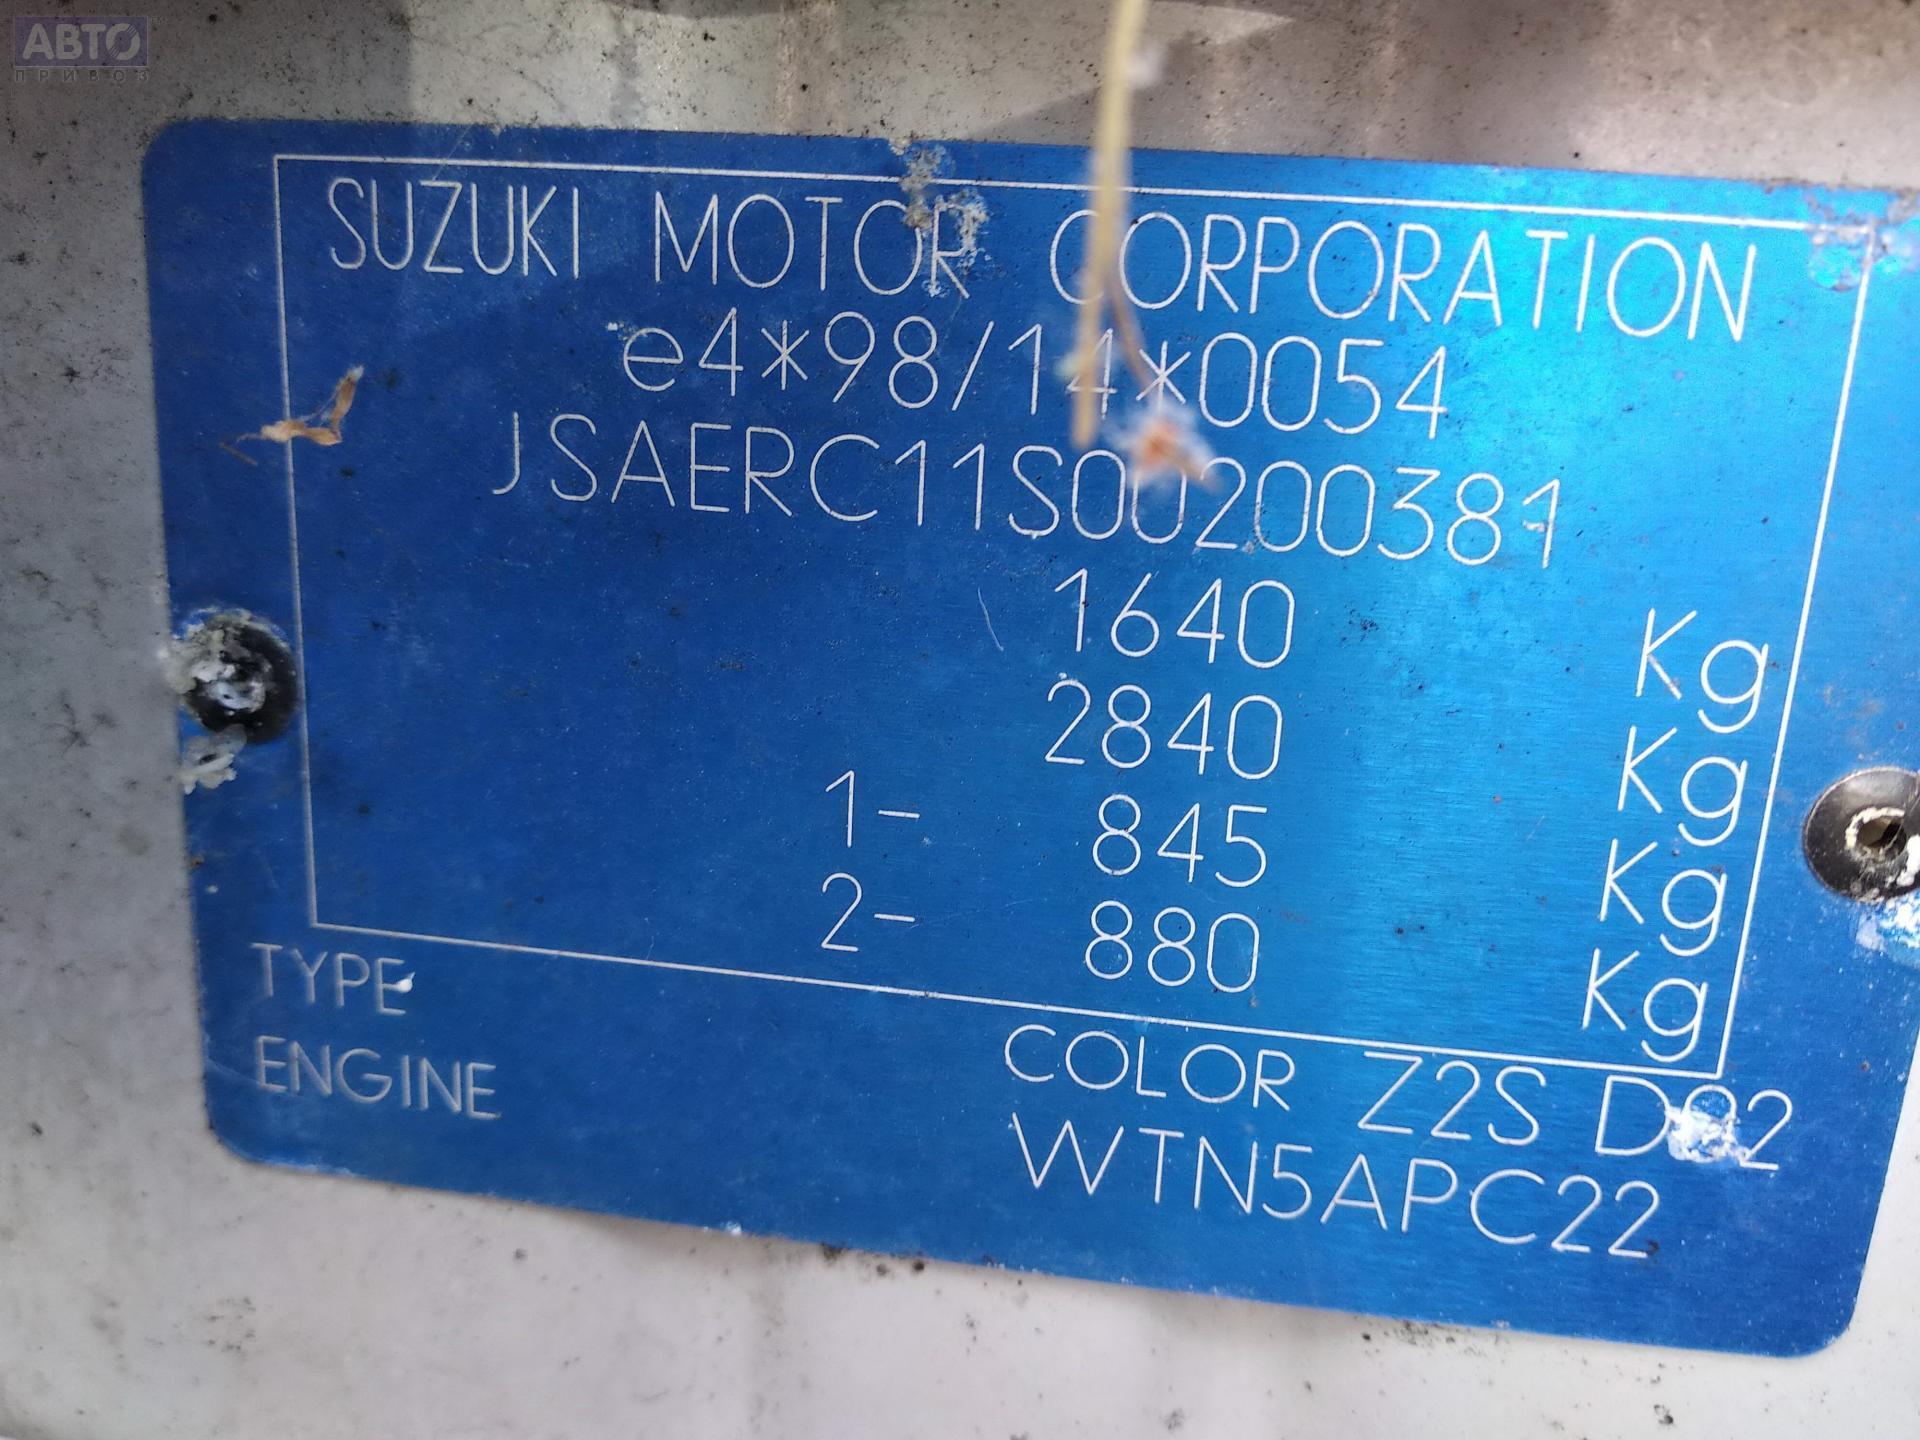 АВТО
ПРИВОЗ
SUZUKI MOTOR CORPORATION
e4*98/14*0054
JSAERC11S00200381
1640 Kg
2840 Kg
1- 845 Kg
2- 880 Kg
TYPE COLOR Z2S
ENGINE WTN5APC22